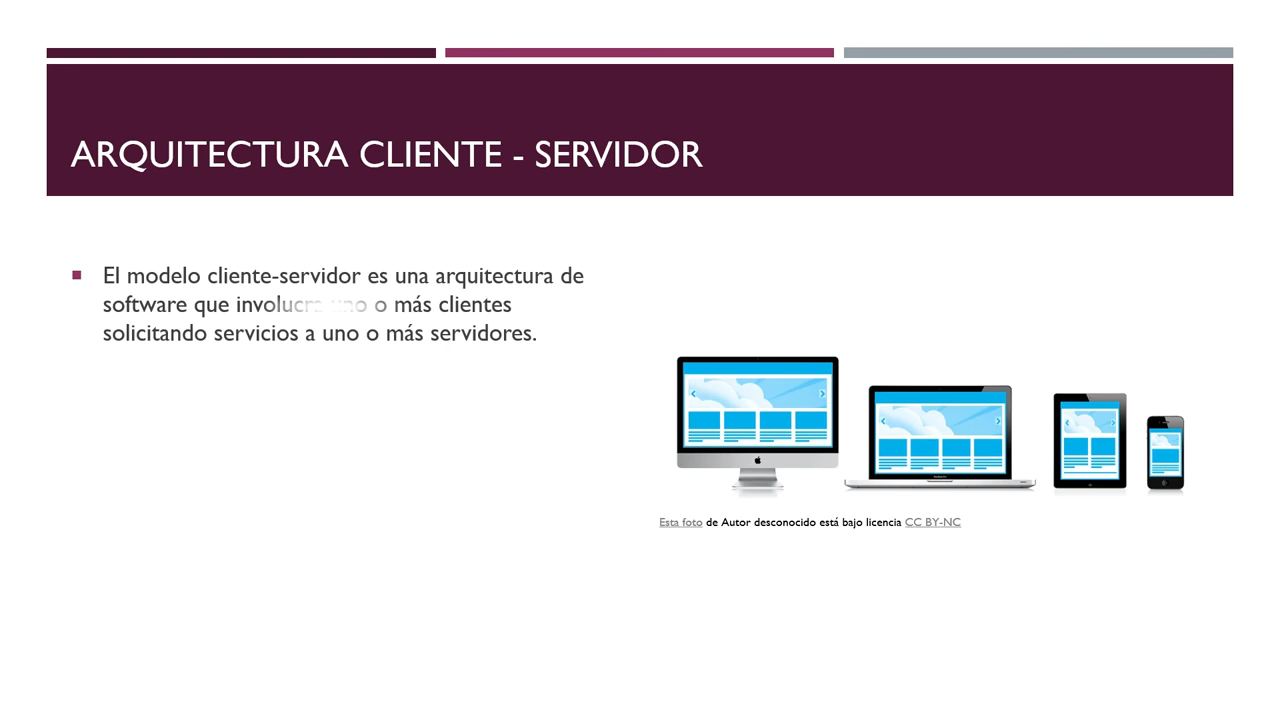 ARQUITECTURA CLIENTE - SERVIDOR
El modelo cliente-servidor es una arquitectura de
software que involucra uno o más clientes
solicitando servicios a uno o más servidores.
Esta foto de Autor desconocido está bajo licencia CC BY-NC